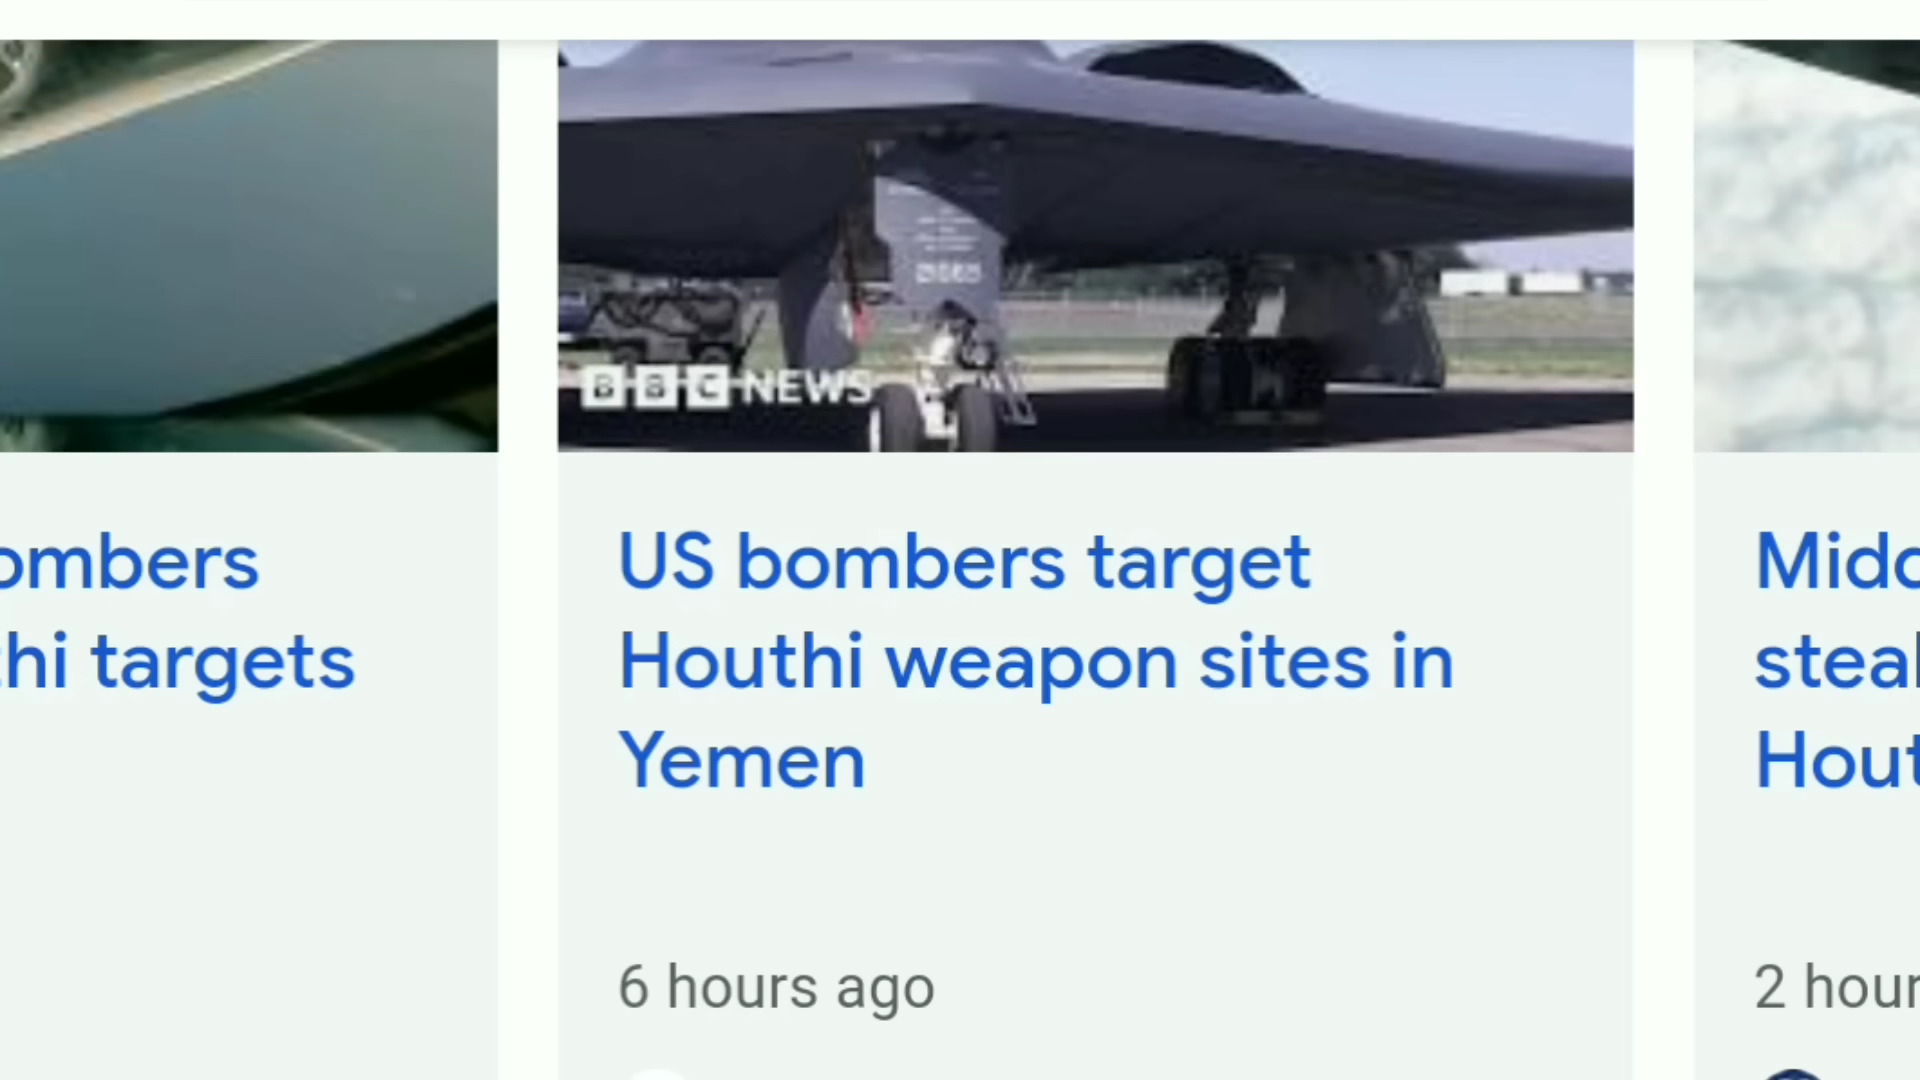 BBC NEWS
ombers
hi targets
US bombers target
Houthi weapon sites in
Yemen
6 hours ago
Midd
steal
Hout
2 hour